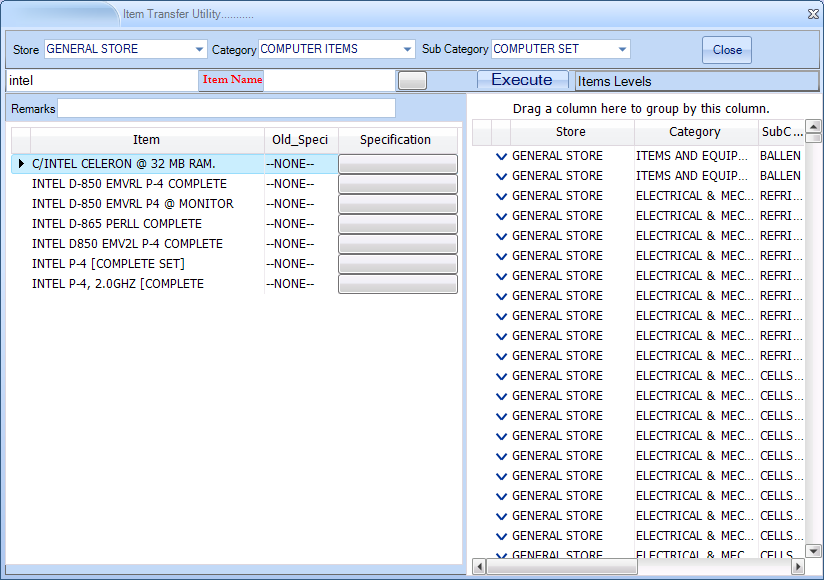 Item Transfer Utility...........
Store GENERAL STORE Category COMPUTER ITEMS Sub Category COMPUTER SET Close
intel Item Name Execute Items Levels
Remarks
Item Old_Speci Specification
C/INTEL CELERON @ 32 MB RAM. --NONE--
INTEL D-850 EMVRL P-4 COMPLETE --NONE--
INTEL D-850 EMVRL P4 @ MONITOR --NONE--
INTEL D-865 PERLL COMPLETE --NONE--
INTEL D850 EMV2L P-4 COMPLETE --NONE--
INTEL P-4 [COMPLETE SET] --NONE--
INTEL P-4, 2.0GHZ [COMPLETE --NONE--
Drag a column here to group by this column.
Store Category SubC...
GENERAL STORE ITEMS AND EQUIP... BALLEN
GENERAL STORE ITEMS AND EQUIP... BALLEN
GENERAL STORE ELECTRICAL & MEC... REFRI...
GENERAL STORE ELECTRICAL & MEC... REFRI...
GENERAL STORE ELECTRICAL & MEC... REFRI...
GENERAL STORE ELECTRICAL & MEC... REFRI...
GENERAL STORE ELECTRICAL & MEC... REFRI...
GENERAL STORE ELECTRICAL & MEC... REFRI...
GENERAL STORE ELECTRICAL & MEC... REFRI...
GENERAL STORE ELECTRICAL & MEC... REFRI...
GENERAL STORE ELECTRICAL & MEC... REFRI...
GENERAL STORE ELECTRICAL & MEC... CELLS...
GENERAL STORE ELECTRICAL & MEC... CELLS...
GENERAL STORE ELECTRICAL & MEC... CELLS...
GENERAL STORE ELECTRICAL & MEC... CELLS...
GENERAL STORE ELECTRICAL & MEC... CELLS...
GENERAL STORE ELECTRICAL & MEC... CELLS...
GENERAL STORE ELECTRICAL & MEC... CELLS...
GENERAL STORE ELECTRICAL & MEC... CELLS...
GENERAL STORE ELECTRICAL & MEC... CELLS...
GENERAL STORE ELECTRICAL & MEC... CELLS...